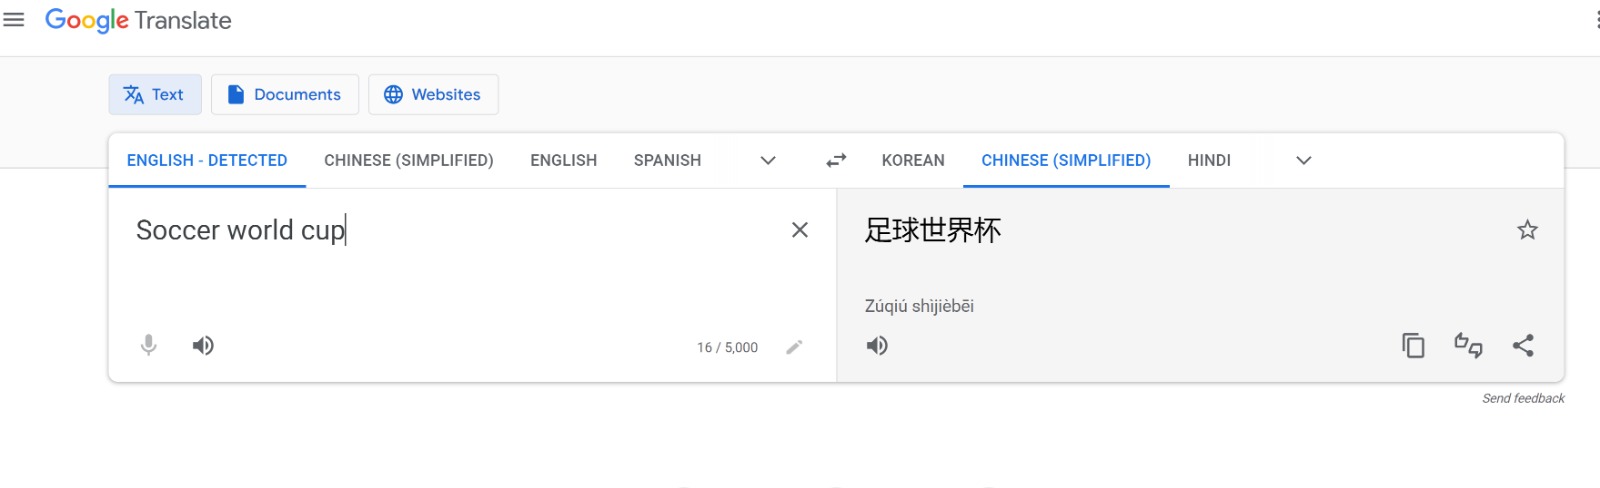 Google Translate
Text Documents Websites
ENGLISH - DETECTED CHINESE (SIMPLIFIED) ENGLISH SPANISH KOREAN CHINESE (SIMPLIFIED) HINDI
Soccer world cup
足球世界杯
Zúqiú shìjièbēi
16 / 5,000
Send feedback